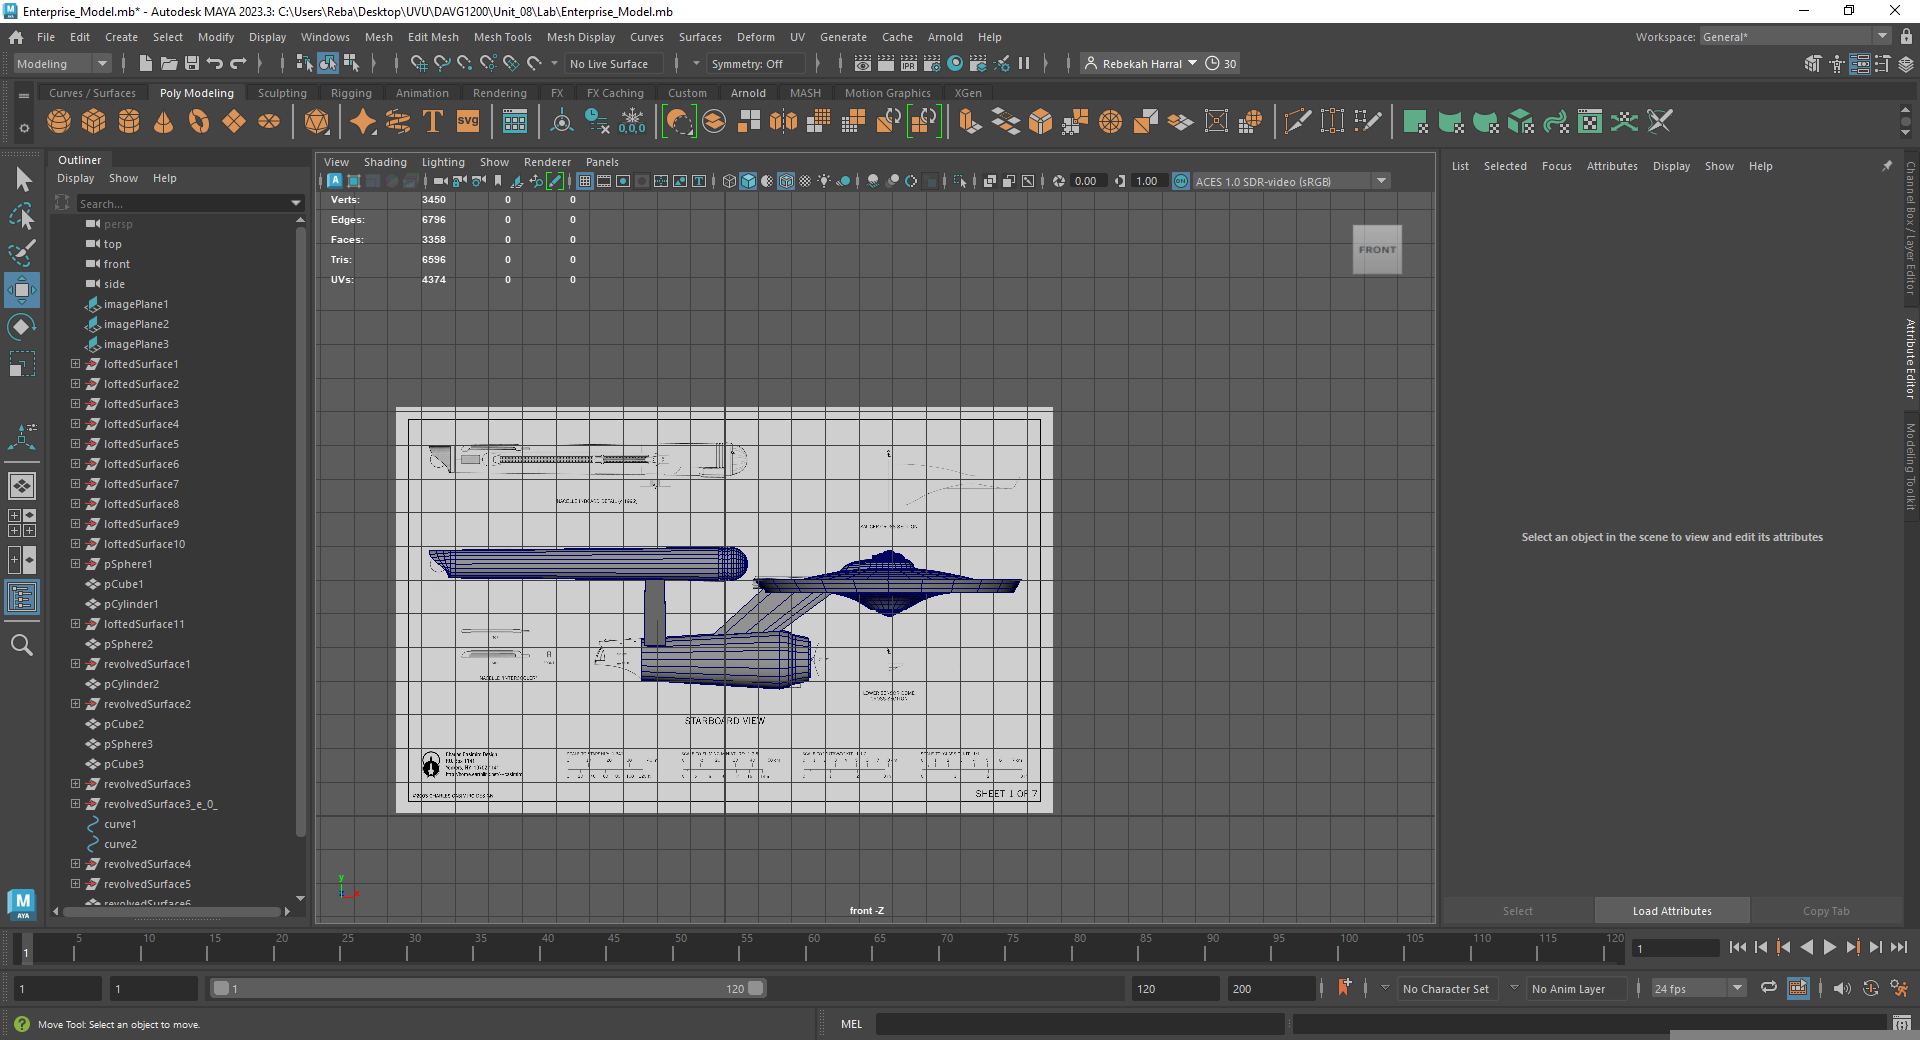 Enterprise_Model.mb* - Autodesk MAYA 2023.3: C:\Users\Reba\Desktop\UVU\DAVG1200\Unit_08\Lab\Enterprise_Model.mb
File Edit Create Select Modify Display Windows Mesh Edit Mesh Mesh Tools Mesh Display Curves Surfaces Deform UV Generate Cache Arnold Help
Workspace: General*
Modeling
No Live Surface
Symmetry: Off
Rebekah Harral
30
Curves / Surfaces Poly Modeling Sculpting Rigging Animation Rendering FX FX Caching Custom Arnold MASH Motion Graphics XGen
SVG
0,0,0
Outliner
Display Show Help
Search...
persp
top
front
side
imagePlane1
imagePlane2
imagePlane3
loftedSurface1
loftedSurface2
loftedSurface3
loftedSurface4
loftedSurface5
loftedSurface6
loftedSurface7
loftedSurface8
loftedSurface9
loftedSurface10
pSphere1
pCube1
pCylinder1
loftedSurface11
pSphere2
revolvedSurface1
pCylinder2
revolvedSurface2
pCube2
pSphere3
pCube3
revolvedSurface3
revolvedSurface3_e_0_
curve1
curve2
revolvedSurface4
revolvedSurface5
revolvedSurface6
View Shading Lighting Show Renderer Panels
0.00
1.00
ACES 1.0 SDR-video (sRGB)
Verts: 3450 0 0
Edges: 6796 0 0
Faces: 3358 0 0
Tris: 6596 0 0
UVs: 4374 0 0
FRONT
STARBOARD VIEW
SHEET 1 OF 7
y
x
front -Z
List Selected Focus Attributes Display Show Help
Select an object in the scene to view and edit its attributes
Select
Load Attributes
Copy Tab
Channel Box / Layer Editor
Attribute Editor
Modeling Toolkit
M
AYA
1 5 10 15 20 25 30 35 40 45 50 55 60 65 70 75 80 85 90 95 100 105 110 115 120
1
1
1
1
120
120
200
No Character Set
No Anim Layer
24 fps
Move Tool: Select an object to move.
MEL